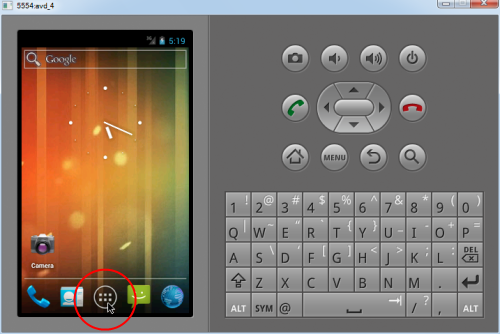 5554:avd_4
5:19
Google
Camera
MENU
1 ! 2 @ 3 # 4 $ 5 % 6 ^ 7 & 8 * 9 ( 0 )
Q | W ~ E " R ` T { Y } U _ I - O + P =
A S \ D ' F [ G ] H < J > K ; L : DEL
Z X C V B N M .
ALT SYM @ / ? , ALT